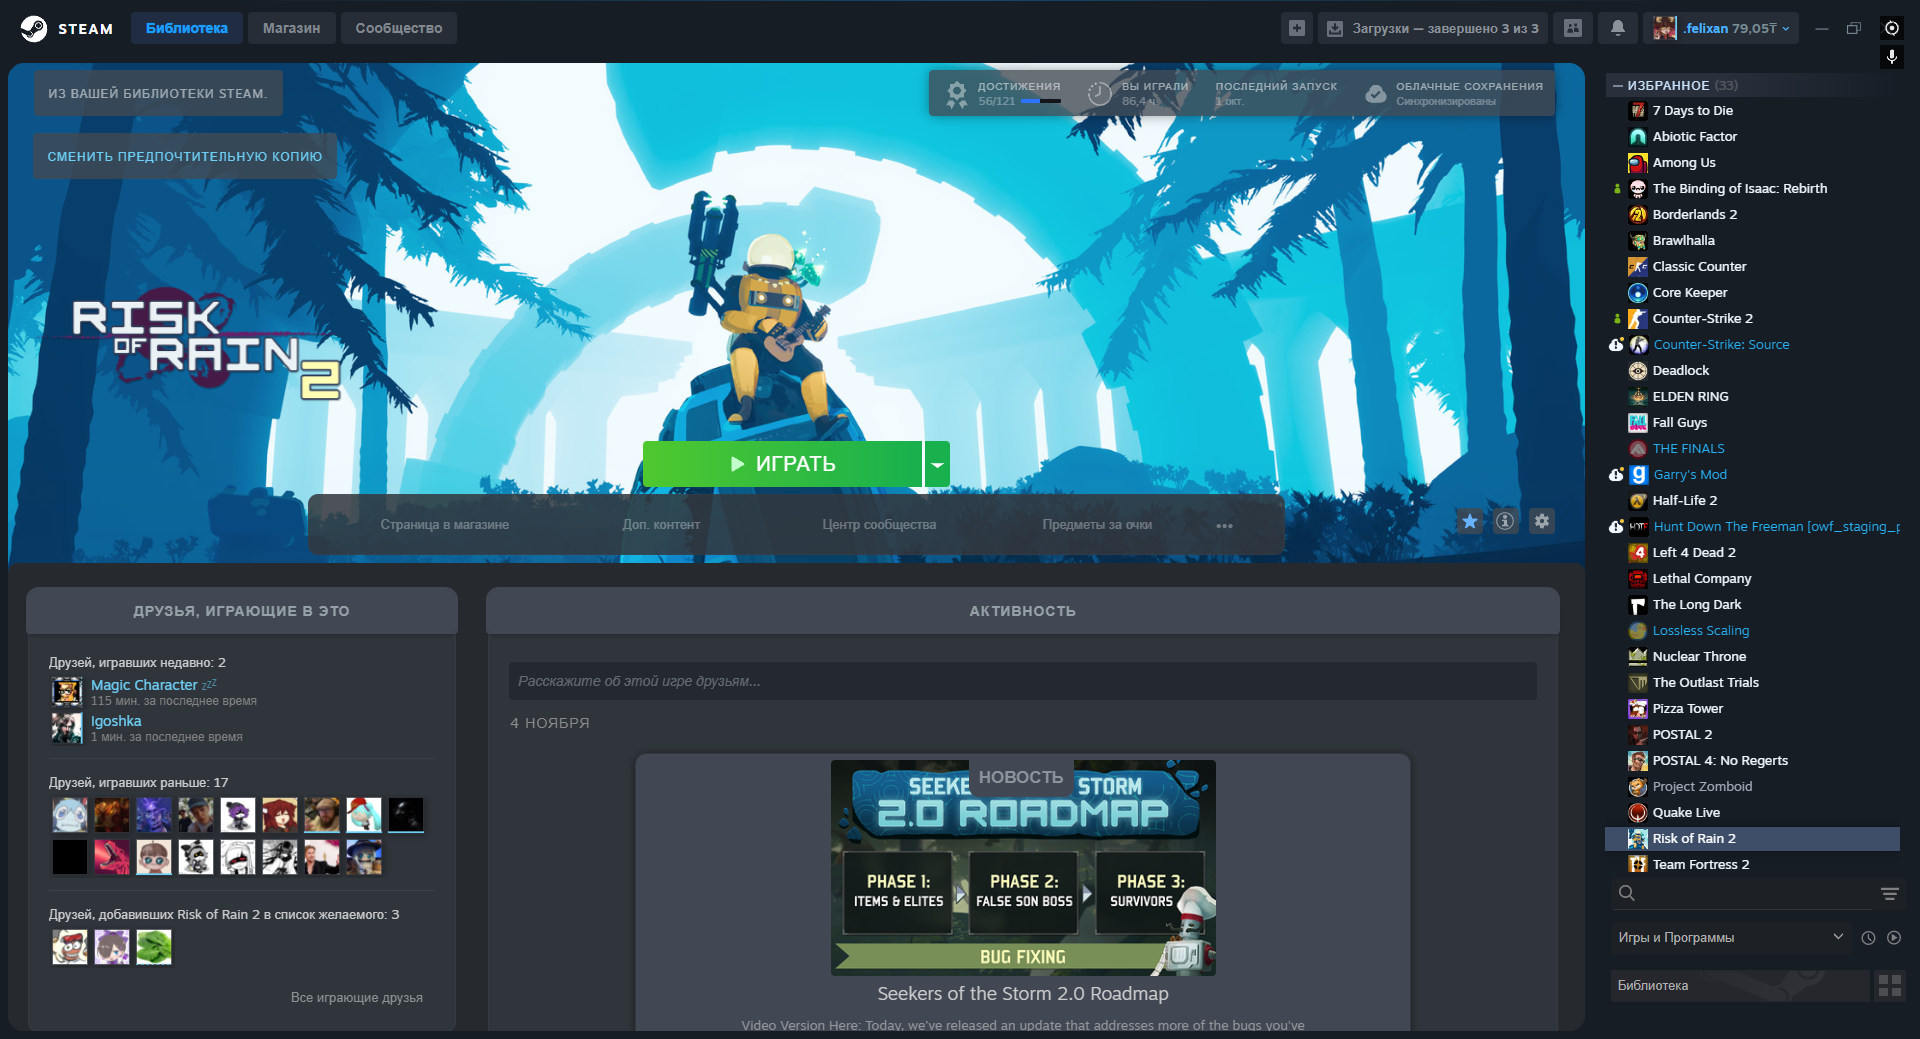 STEAM
Библиотека
Магазин
Сообщество
Загрузки — завершено 3 из 3
.felixan 79,05₸
ИЗ ВАШЕЙ БИБЛИОТЕКИ STEAM.
СМЕНИТЬ ПРЕДПОЧТИТЕЛЬНУЮ КОПИЮ
ДОСТИЖЕНИЯ
56/121
ВЫ ИГРАЛИ
86,4 ч.
ПОСЛЕДНИЙ ЗАПУСК
1 окт.
ОБЛАЧНЫЕ СОХРАНЕНИЯ
Синхронизированы
RISK
OF RAIN
2
ИГРАТЬ
Страница в магазине
Доп. контент
Центр сообщества
Предметы за очки
ДРУЗЬЯ, ИГРАЮЩИЕ В ЭТО
Друзей, игравших недавно: 2
Magic Character zZZ
115 мин. за последнее время
Igoshka
1 мин. за последнее время
Друзей, игравших раньше: 17
Друзей, добавивших Risk of Rain 2 в список желаемого: 3
Все играющие друзья
АКТИВНОСТЬ
Расскажите об этой игре друзьям...
4 НОЯБРЯ
НОВОСТЬ
SEEKE STORM
2.0 ROADMAP
PHASE 1:
ITEMS & ELITES
PHASE 2:
FALSE SON BOSS
PHASE 3:
SURVIVORS
BUG FIXING
Seekers of the Storm 2.0 Roadmap
Video Version Here: Today, we've released an update that addresses more of the bugs you've
ИЗБРАННОЕ (33)
7 Days to Die
Abiotic Factor
Among Us
The Binding of Isaac: Rebirth
Borderlands 2
Brawlhalla
Classic Counter
Core Keeper
Counter-Strike 2
Counter-Strike: Source
Deadlock
ELDEN RING
Fall Guys
THE FINALS
Garry's Mod
Half-Life 2
Hunt Down The Freeman [owf_staging_p
Left 4 Dead 2
Lethal Company
The Long Dark
Lossless Scaling
Nuclear Throne
The Outlast Trials
Pizza Tower
POSTAL 2
POSTAL 4: No Regerts
Project Zomboid
Quake Live
Risk of Rain 2
Team Fortress 2
Игры и Программы
Библиотека